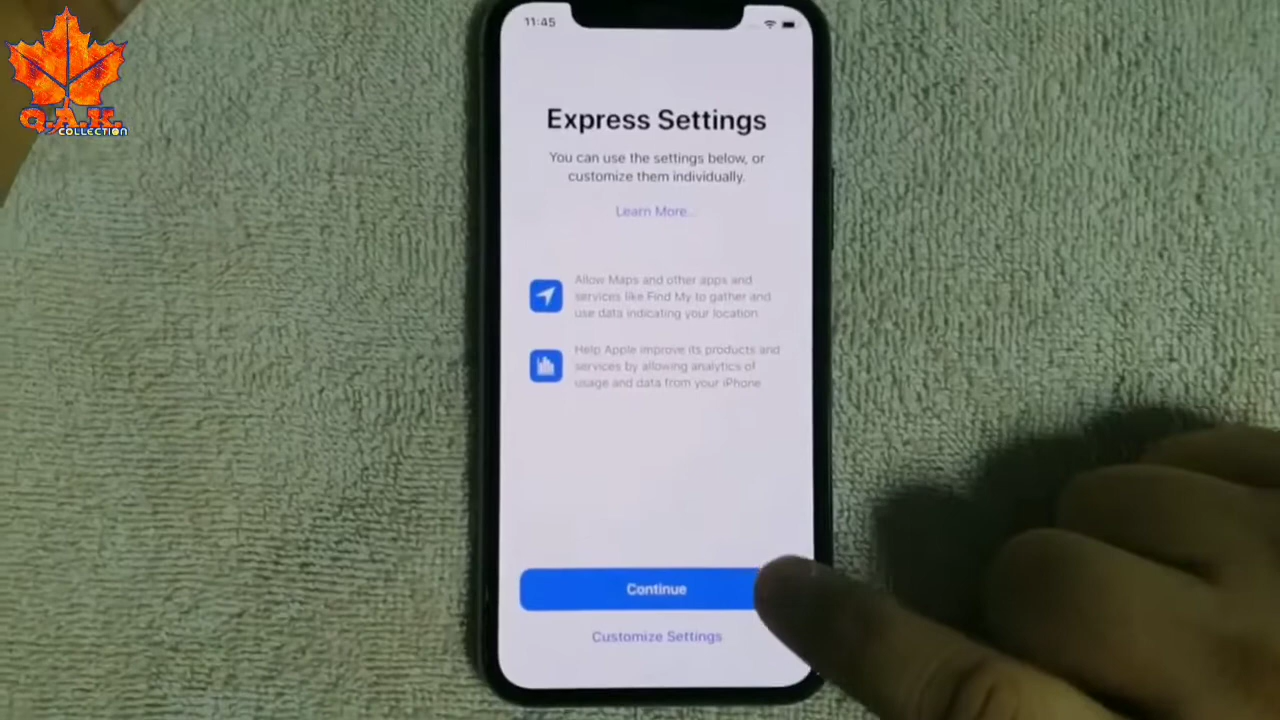 Q.A.K.
COLLECTION
11:45
Express Settings
You can use the settings below, or
customize them individually.
Learn More...
Allow Maps and other apps and
services like Find My to gather and
use data indicating your location
Help Apple improve its products and
services by allowing analytics of
usage and data from your iPhone
Continue
Customize Settings